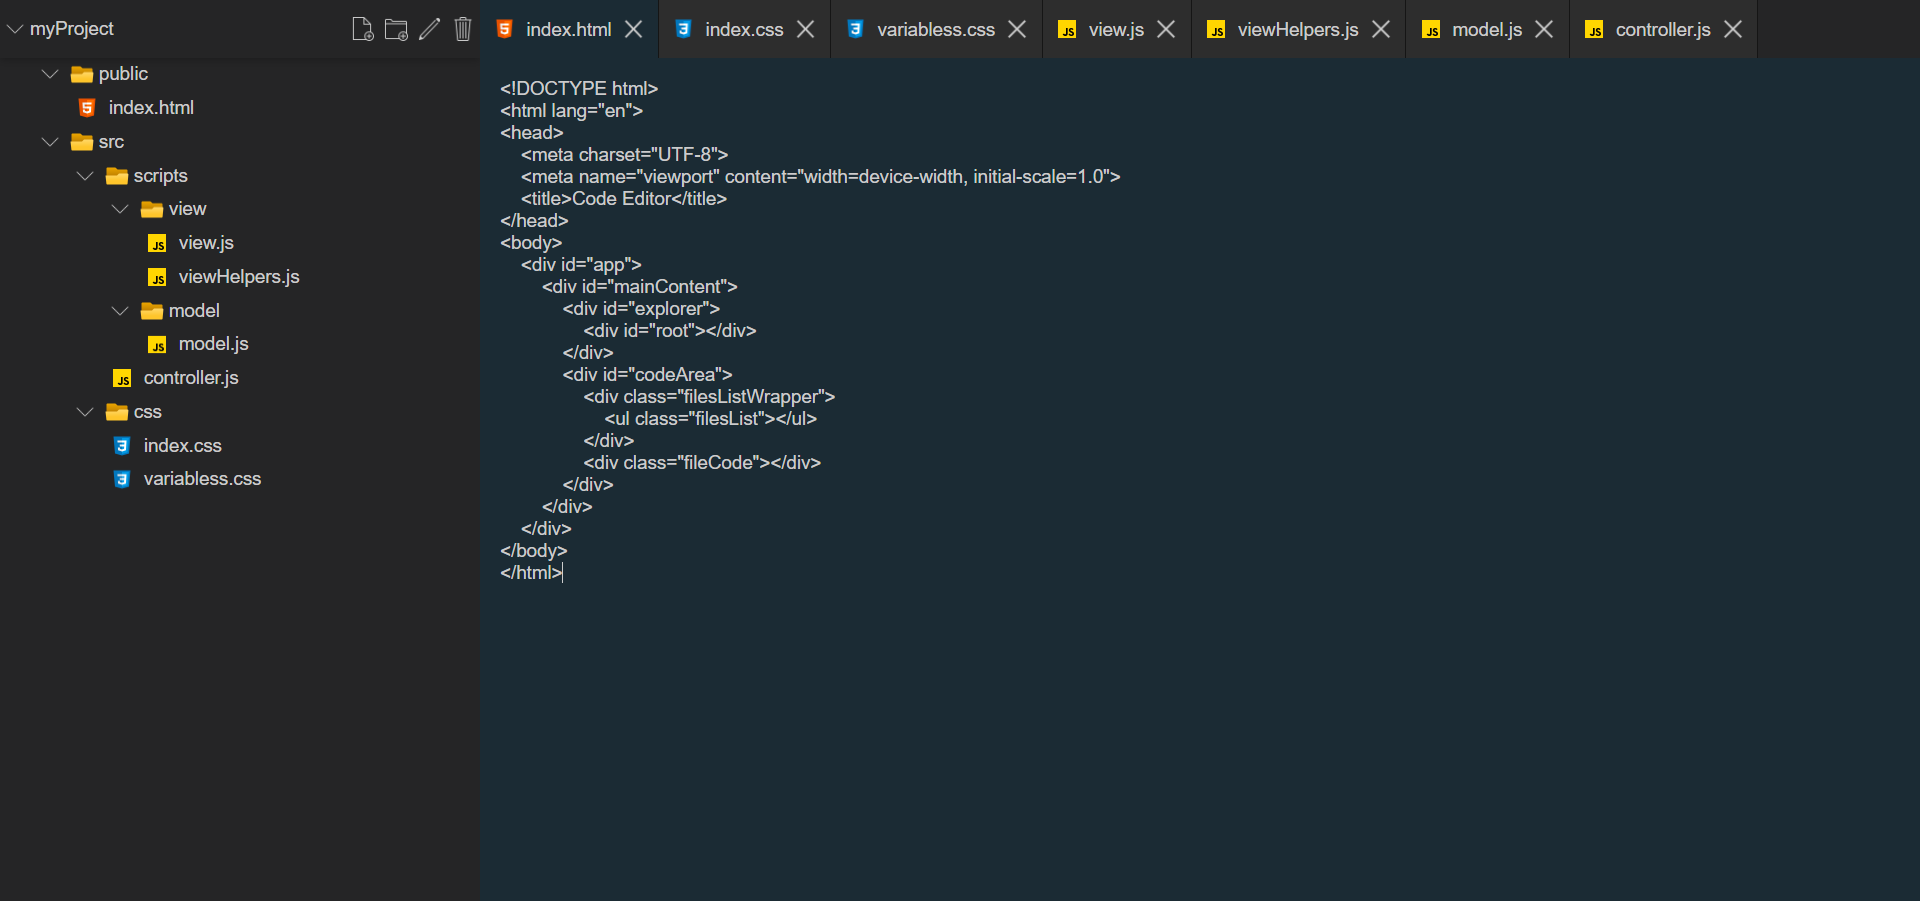 myProject
public
index.html
src
scripts
view
view.js
viewHelpers.js
model
model.js
controller.js
css
index.css
variabless.css
index.html
index.css
variabless.css
view.js
viewHelpers.js
model.js
controller.js
<!DOCTYPE html>
<html lang="en">
<head>
    <meta charset="UTF-8">
    <meta name="viewport" content="width=device-width, initial-scale=1.0">
    <title>Code Editor</title>
</head>
<body>
    <div id="app">
        <div id="mainContent">
            <div id="explorer">
                <div id="root"></div>
            </div>
            <div id="codeArea">
                <div class="filesListWrapper">
                    <ul class="filesList"></ul>
                </div>
                <div class="fileCode"></div>
            </div>
        </div>
    </div>
</body>
</html>